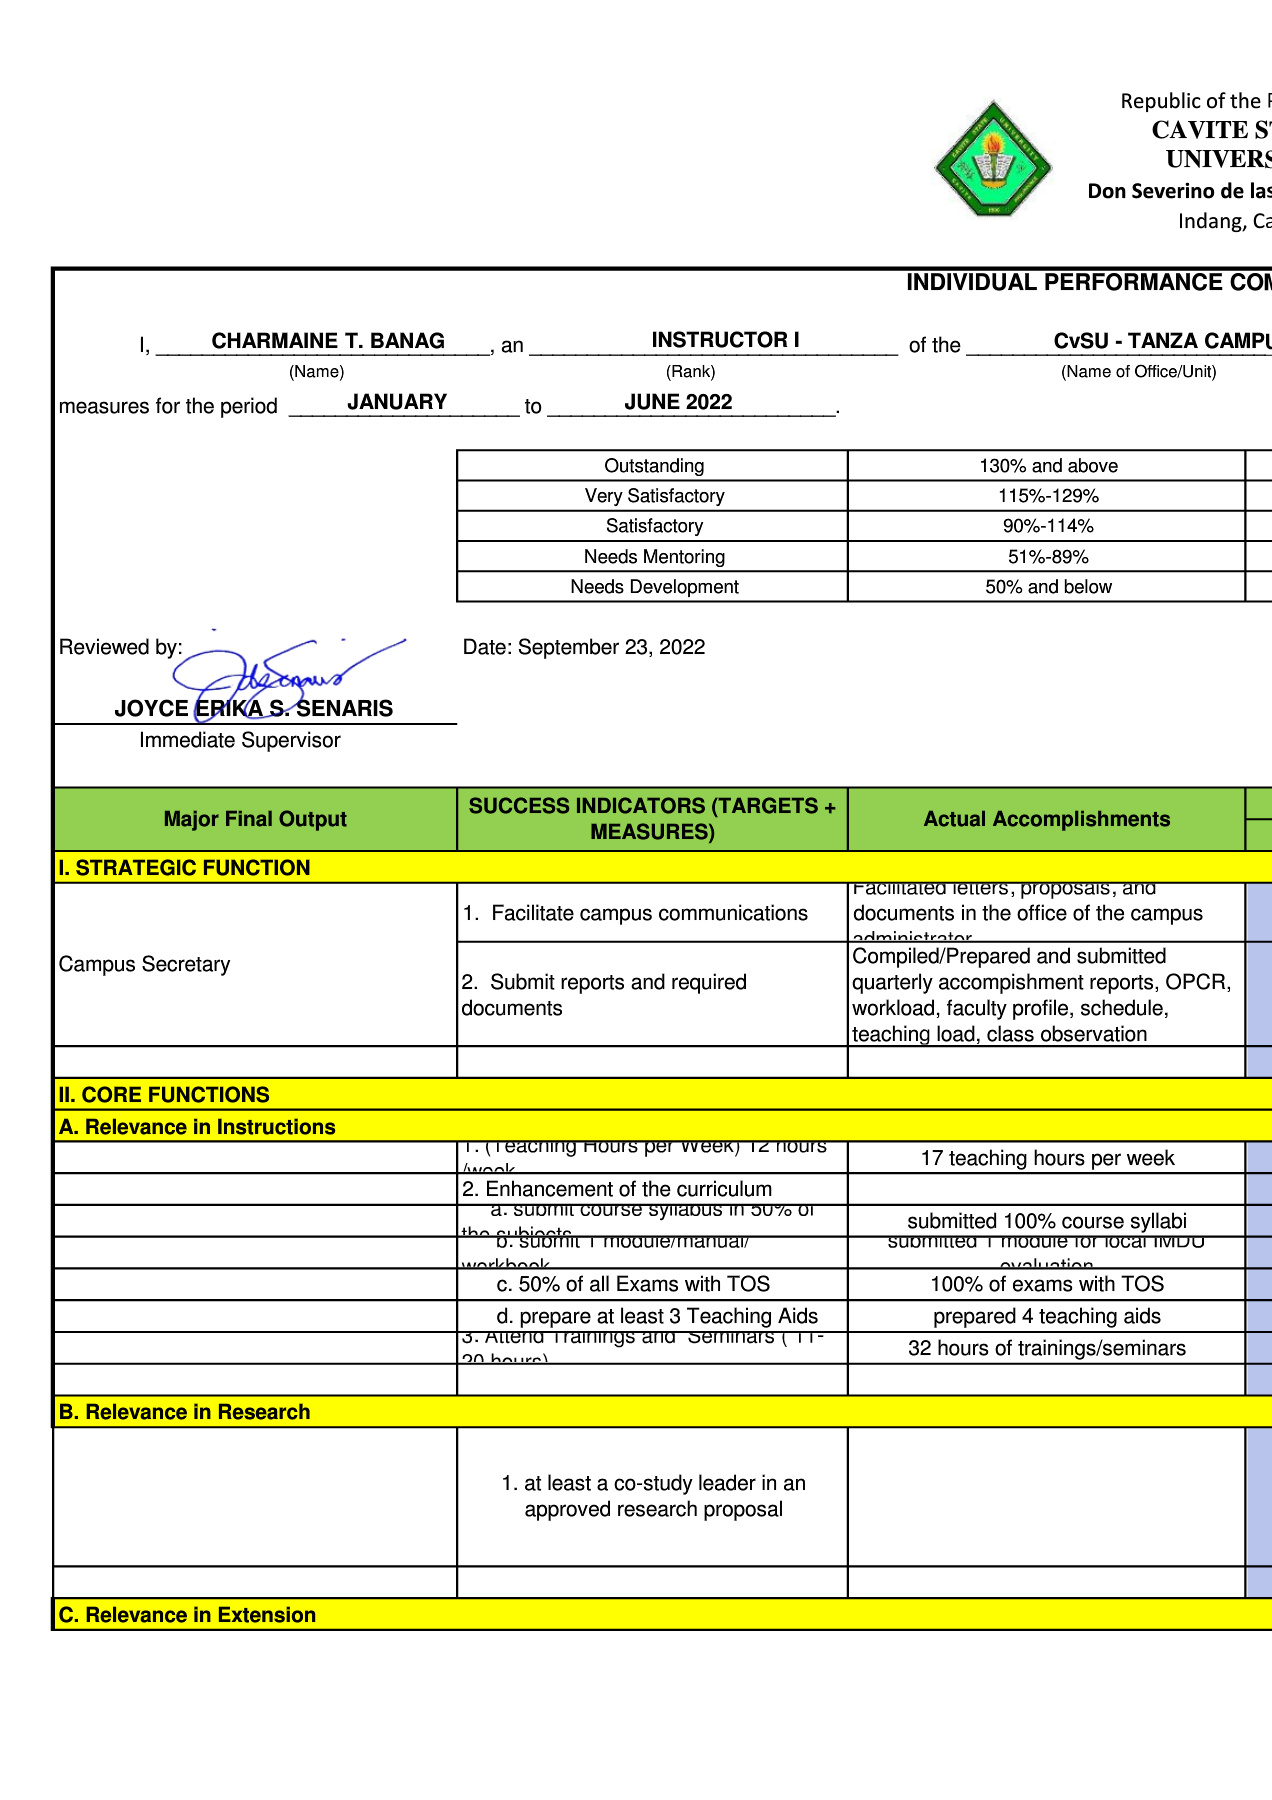 Republic of the
CAVITE ST
UNIVERS
Don Severino de las
Indang, Ca
INDIVIDUAL PERFORMANCE COM
I, CHARMAINE T. BANAG, an INSTRUCTOR I of the CvSU - TANZA CAMPU
(Name) (Rank) (Name of Office/Unit)
measures for the period JANUARY to JUNE 2022.
Outstanding 130% and above
Very Satisfactory 115%-129%
Satisfactory 90%-114%
Needs Mentoring 51%-89%
Needs Development 50% and below
Reviewed by: Date: September 23, 2022
JOYCE ERIKA S. SENARIS
Immediate Supervisor
Major Final Output
SUCCESS INDICATORS (TARGETS +
MEASURES)
Actual Accomplishments
I. STRATEGIC FUNCTION
Campus Secretary
1. Facilitate campus communications
Facilitated letters, proposals, and
documents in the office of the campus
administrator
2. Submit reports and required
documents
Compiled/Prepared and submitted
quarterly accompishment reports, OPCR,
workload, faculty profile, schedule,
teaching load, class observation
II. CORE FUNCTIONS
A. Relevance in Instructions
1. (Teaching Hours per Week) 12 hours
/week
17 teaching hours per week
2. Enhancement of the curriculum
a. submit course syllabus in 50% of
the subjects
submitted 100% course syllabi
b. submit 1 module/manual/
workbook
submitted 1 module for local IMDU
evaluation
c. 50% of all Exams with TOS
100% of exams with TOS
d. prepare at least 3 Teaching Aids
prepared 4 teaching aids
3. Attend Trainings and Seminars ( 11-
20 hours)
32 hours of trainings/seminars
B. Relevance in Research
1. at least a co-study leader in an
approved research proposal
C. Relevance in Extension